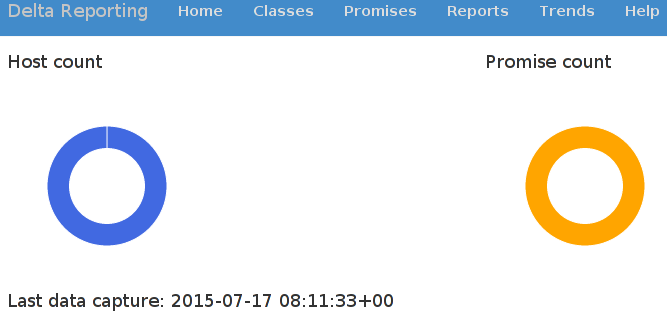 Delta Reporting Home Classes Promises Reports Trends Help
Host count Promise count
Last data capture: 2015-07-17 08:11:33+00